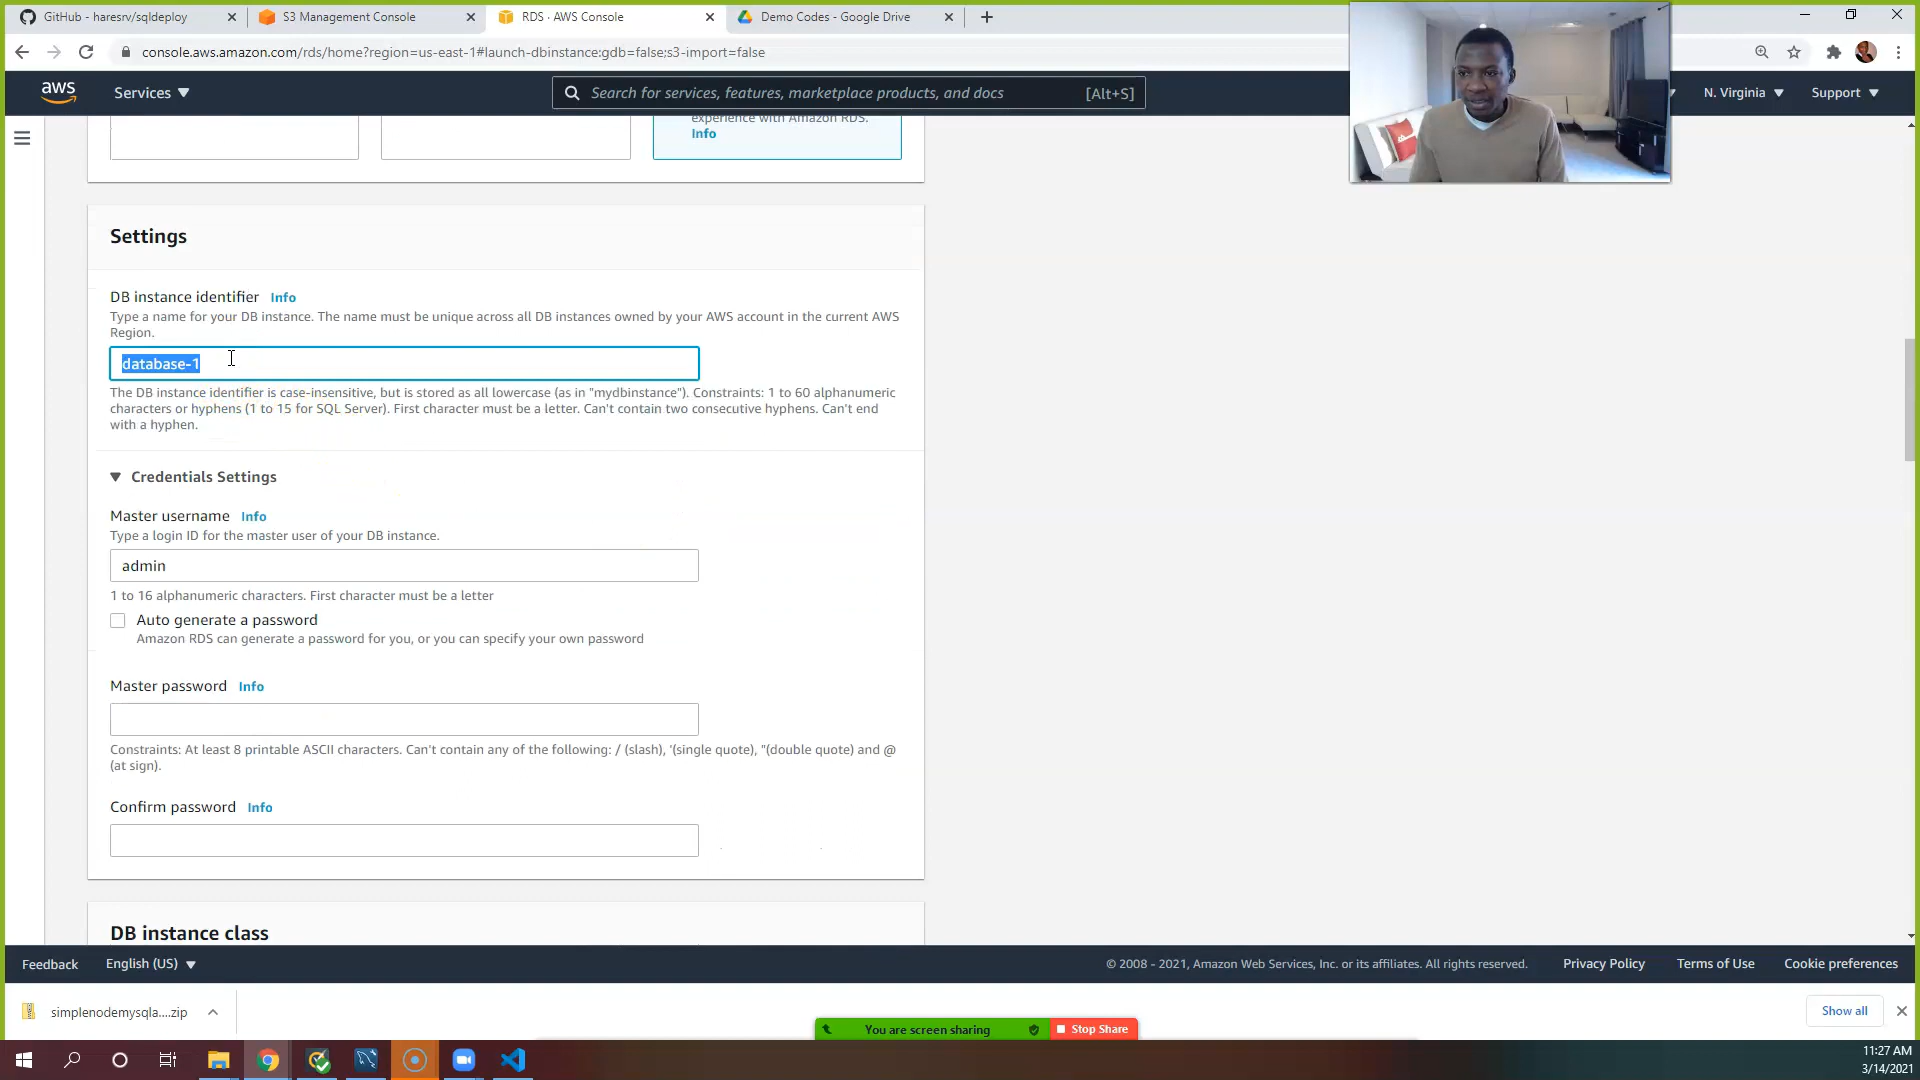 GitHub - haresrv/sqldeploy
S3 Management Console
RDS · AWS Console
Demo Codes - Google Drive
console.aws.amazon.com/rds/home?region=us-east-1#launch-dbinstance:gdb=false;s3-import=false
aws
Services
Search for services, features, marketplace products, and docs
[Alt+S]
N. Virginia
Support
experience with Amazon RDS.
Info
Settings
DB instance identifier Info
Type a name for your DB instance. The name must be unique across all DB instances owned by your AWS account in the current AWS
Region.
database-1
The DB instance identifier is case-insensitive, but is stored as all lowercase (as in "mydbinstance"). Constraints: 1 to 60 alphanumeric
characters or hyphens (1 to 15 for SQL Server). First character must be a letter. Can't contain two consecutive hyphens. Can't end
with a hyphen.
Credentials Settings
Master username Info
Type a login ID for the master user of your DB instance.
admin
1 to 16 alphanumeric characters. First character must be a letter
Auto generate a password
Amazon RDS can generate a password for you, or you can specify your own password
Master password Info
Constraints: At least 8 printable ASCII characters. Can't contain any of the following: / (slash), '(single quote), "(double quote) and @
(at sign).
Confirm password Info
DB instance class
Feedback
English (US)
© 2008 - 2021, Amazon Web Services, Inc. or its affiliates. All rights reserved.
Privacy Policy
Terms of Use
Cookie preferences
simplenodemysqla....zip
Show all
You are screen sharing
Stop Share
11:27 AM
3/14/2021